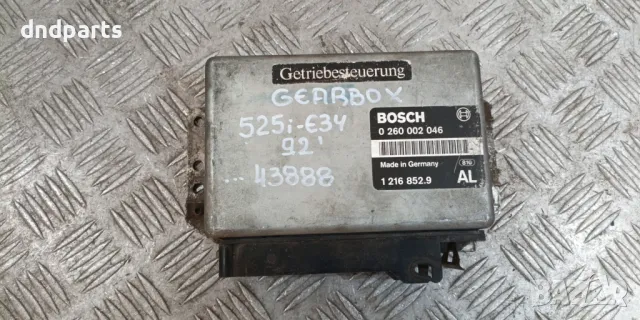 dndparts
Getriebesteuerung
GEARBOX
525i-E34
92'
... 43888
BOSCH
0 260 002 046
Made in Germany
1 216 852.9
AL